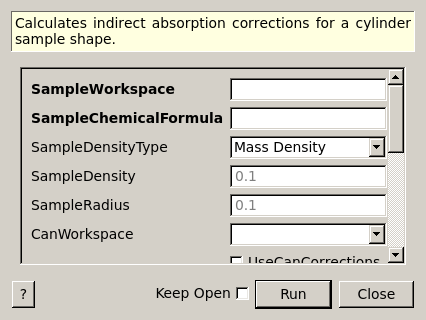 Calculates indirect absorption corrections for a cylinder
sample shape.
SampleWorkspace
SampleChemicalFormula
SampleDensityType Mass Density
SampleDensity 0.1
SampleRadius 0.1
CanWorkspace
UseCanCorrections
? Keep Open Run Close